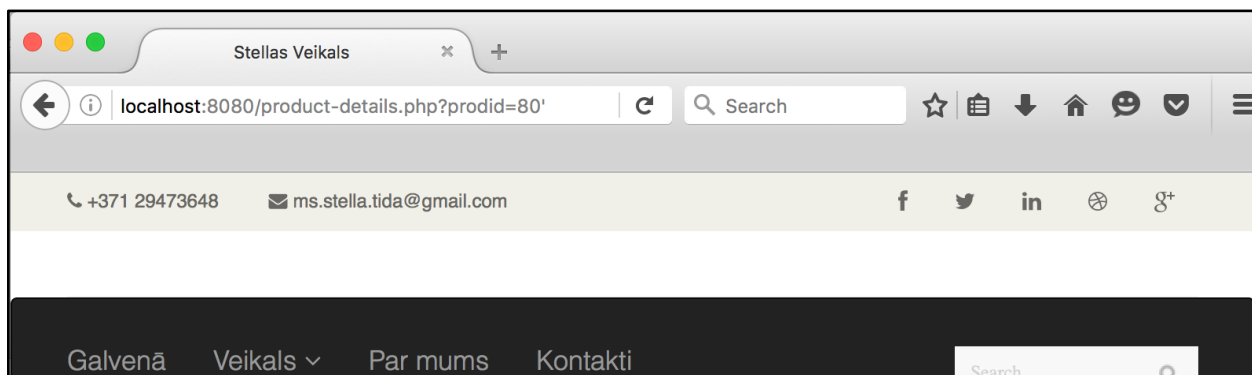 Stellas Veikals
localhost:8080/product-details.php?prodid=80' Search
+371 29473648 ms.stella.tida@gmail.com
Galvenā Veikals Par mums Kontakti Search